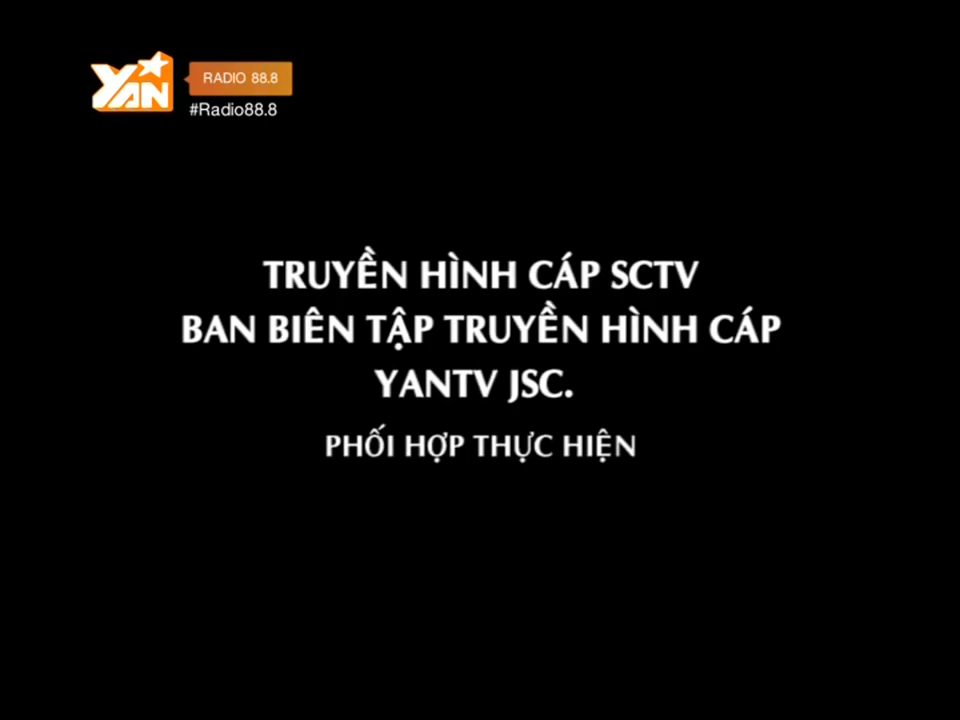 YAN
RADIO 88.8
#Radio88.8
TRUYỀN HÌNH CÁP SCTV
BAN BIÊN TẬP TRUYỀN HÌNH CÁP
YANTV JSC.
PHỐI HỢP THỰC HIỆN